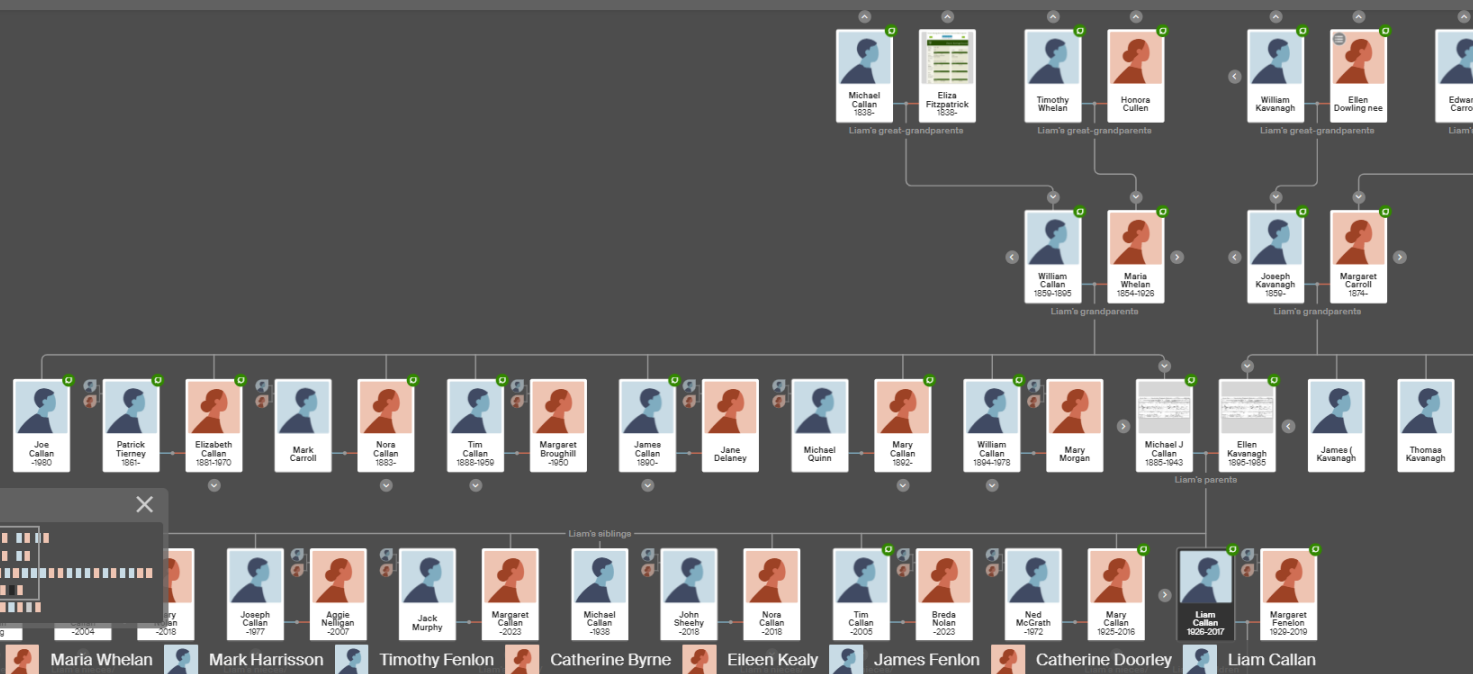 Michael
Callan
1838-
Eliza
Fitzpatrick
1838-
Timothy
Whelan
Honora
Cullen
William
Kavanagh
Ellen
Dowling nee
Edwar
Carro
Liam's great-grandparents
Liam's great-grandparents
Liam's great-grandparents
Liam's
William
Callan
1859-1895
Maria
Whelan
1854-1926
Joseph
Kavanagh
1859-
Margaret
Carroll
1874-
Liam's grandparents
Liam's grandparents
Joe
Callan
-1980
Patrick
Tierney
1861-
Elizabeth
Callan
1881-1970
Mark
Carroll
Nora
Callan
1883-
Tim
Callan
1888-1959
Margaret
Broughill
-1950
James
Callan
1890-
Jane
Delaney
Michael
Quinn
Mary
Callan
1892-
William
Callan
1894-1978
Mary
Morgan
Michael J
Callan
1885-1943
Ellen
Kavanagh
1895-1985
James (
Kavanagh
Thomas
Kavanagh
Liam's parents
Liam's siblings
-2004
-2018
Joseph
Callan
-1977
Aggie
Nelligan
-2007
Jack
Murphy
Margaret
Callan
-2023
Michael
Callan
-1938
John
Sheehy
-2018
Nora
Callan
-2018
Tim
Callan
-2005
Breda
Nolan
-2023
Ned
McGrath
-1972
Mary
Callan
1925-2016
Liam
Callan
1926-2017
Margaret
Fenelon
1929-2019
Maria Whelan
Mark Harrisson
Timothy Fenlon
Catherine Byrne
Eileen Kealy
James Fenlon
Catherine Doorley
Liam Callan